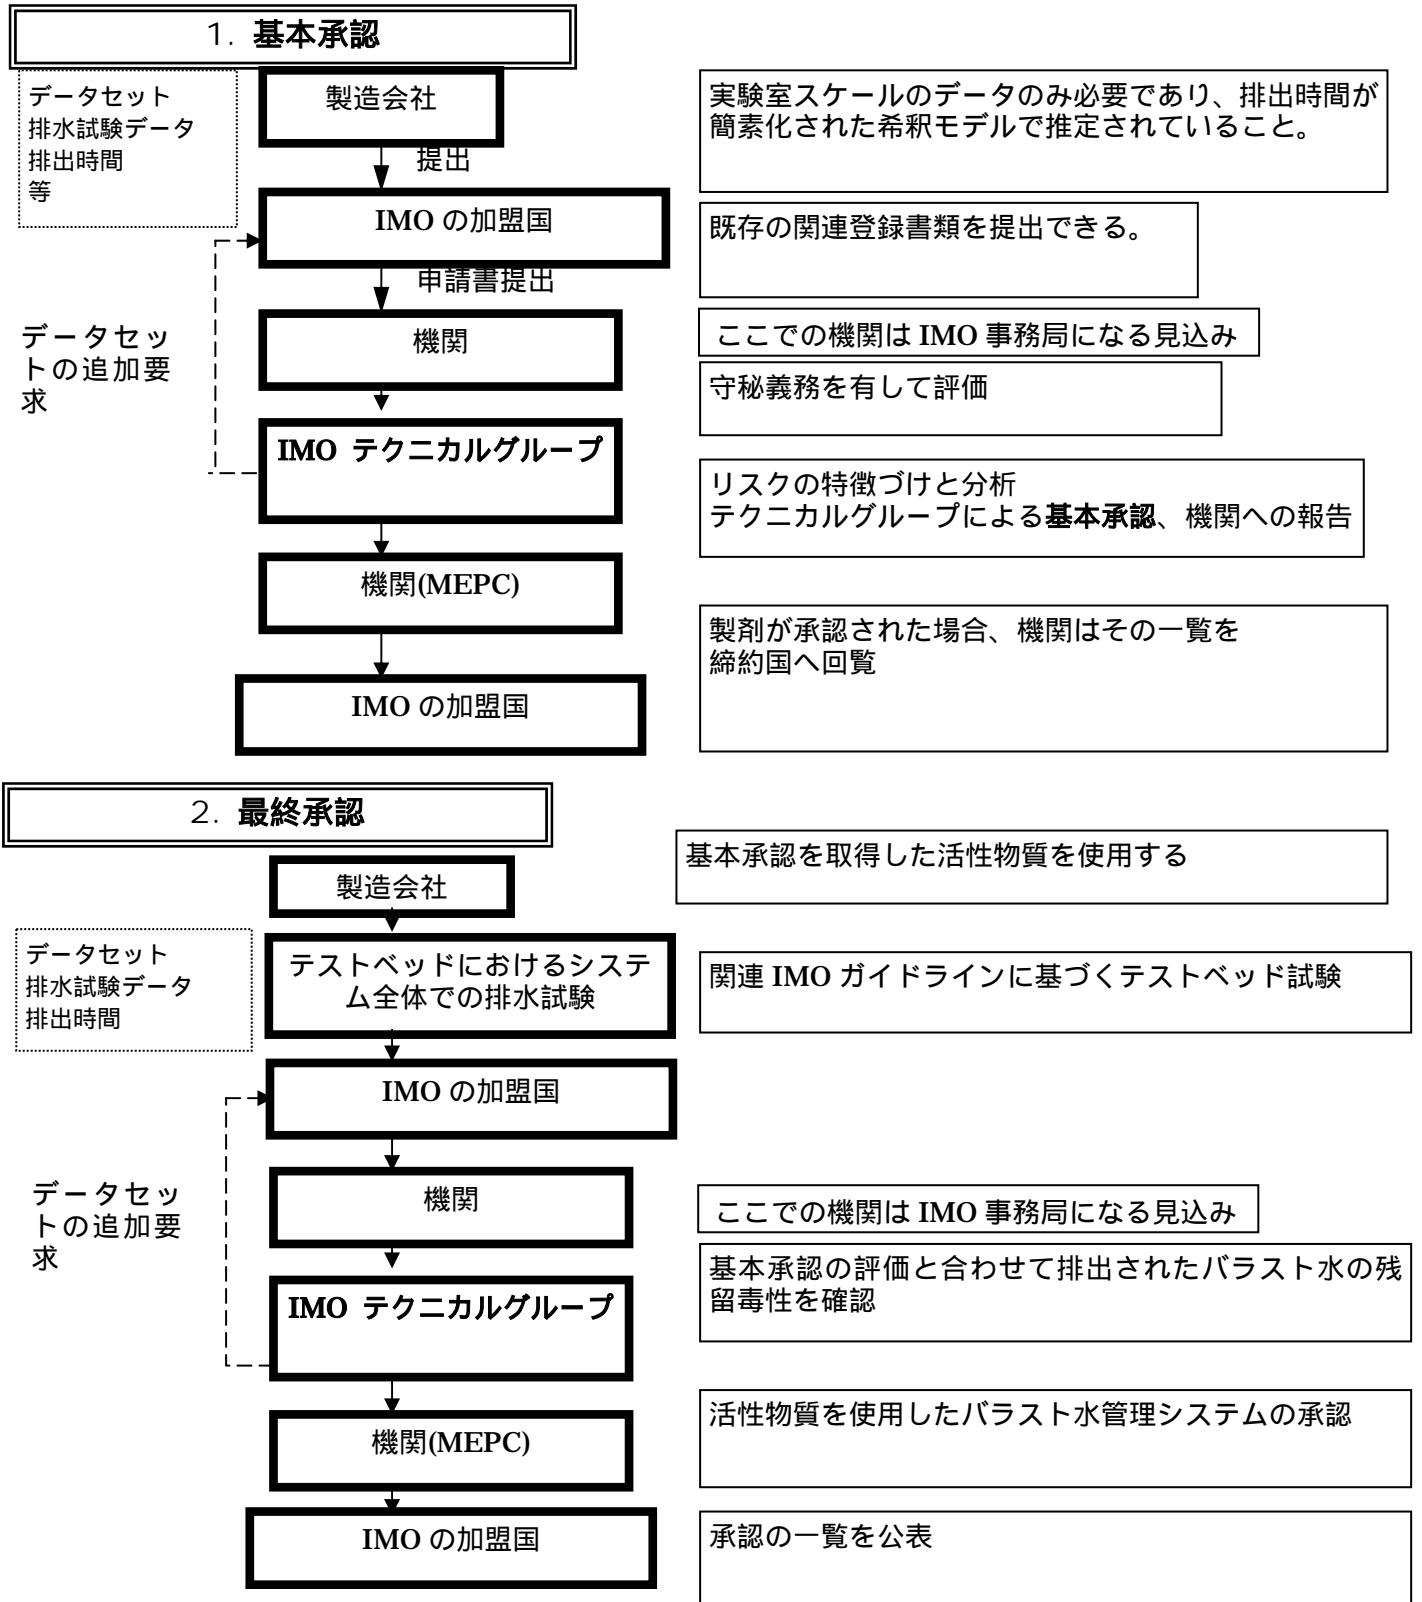 1. 基本承認
データセット
排水試験データ
排出時間
等
製造会社
実験室スケールのデータのみ必要であり、排出時間が
簡素化された希釈モデルで推定されていること。
提出
IMO の加盟国
既存の関連登録書類を提出できる。
申請書提出
機関
ここでの機関は IMO 事務局になる見込み
データセッ
トの追加要
求
守秘義務を有して評価
IMO テクニカルグループ
リスクの特徴づけと分析
テクニカルグループによる基本承認、機関への報告
機関(MEPC)
製剤が承認された場合、機関はその一覧を
締約国へ回覧
IMO の加盟国
2. 最終承認
基本承認を取得した活性物質を使用する
製造会社
データセット
排水試験データ
排出時間
テストベッドにおけるシステ
ム全体での排水試験
関連 IMO ガイドラインに基づくテストベッド試験
IMO の加盟国
機関
ここでの機関は IMO 事務局になる見込み
データセッ
トの追加要
求
基本承認の評価と合わせて排出されたバラスト水の残
留毒性を確認
IMO テクニカルグループ
活性物質を使用したバラスト水管理システムの承認
機関(MEPC)
IMO の加盟国
承認の一覧を公表